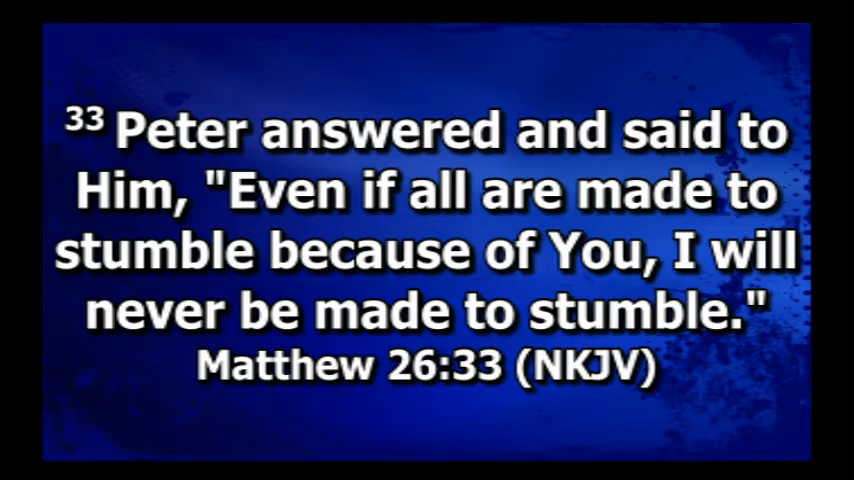 33 Peter answered and said to
Him, "Even if all are made to
stumble because of You, I will
never be made to stumble."
Matthew 26:33 (NKJV)